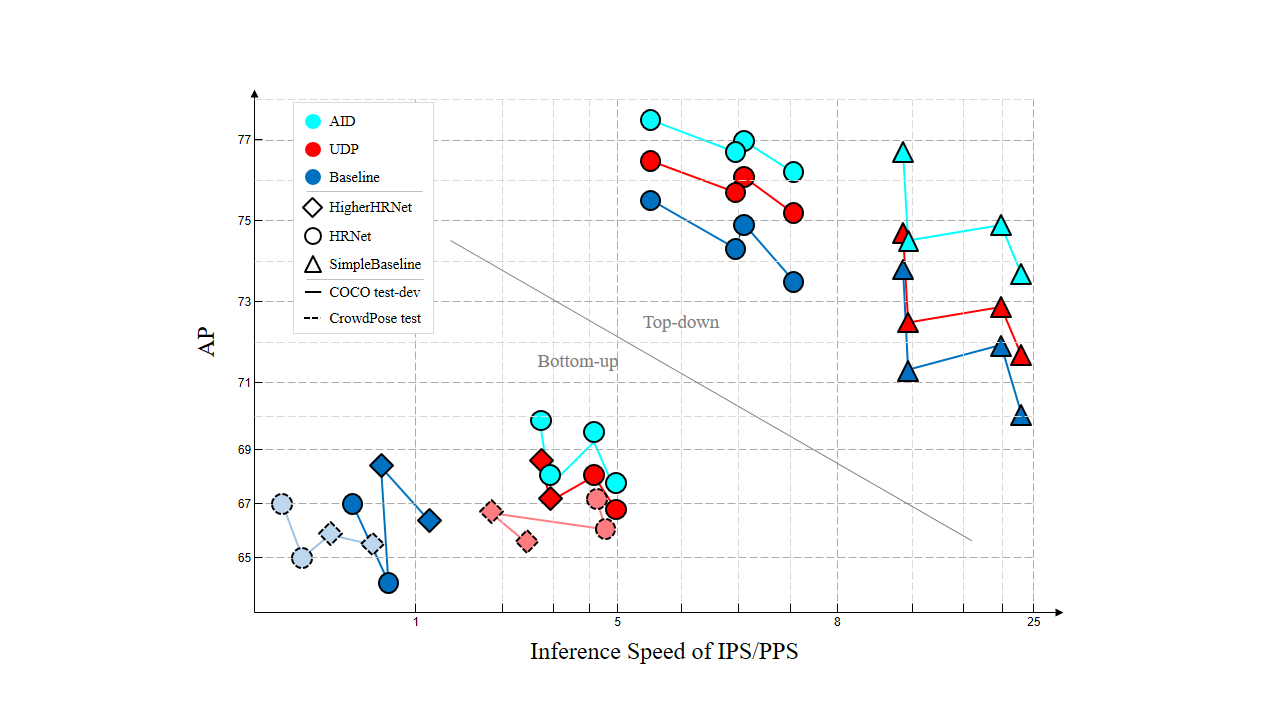 AID
UDP
Baseline
HigherHRNet
HRNet
SimpleBaseline
COCO test-dev
CrowdPose test
77
75
73
71
69
67
65
AP
Top-down
Bottom-up
1
5
8
25
Inference Speed of IPS/PPS